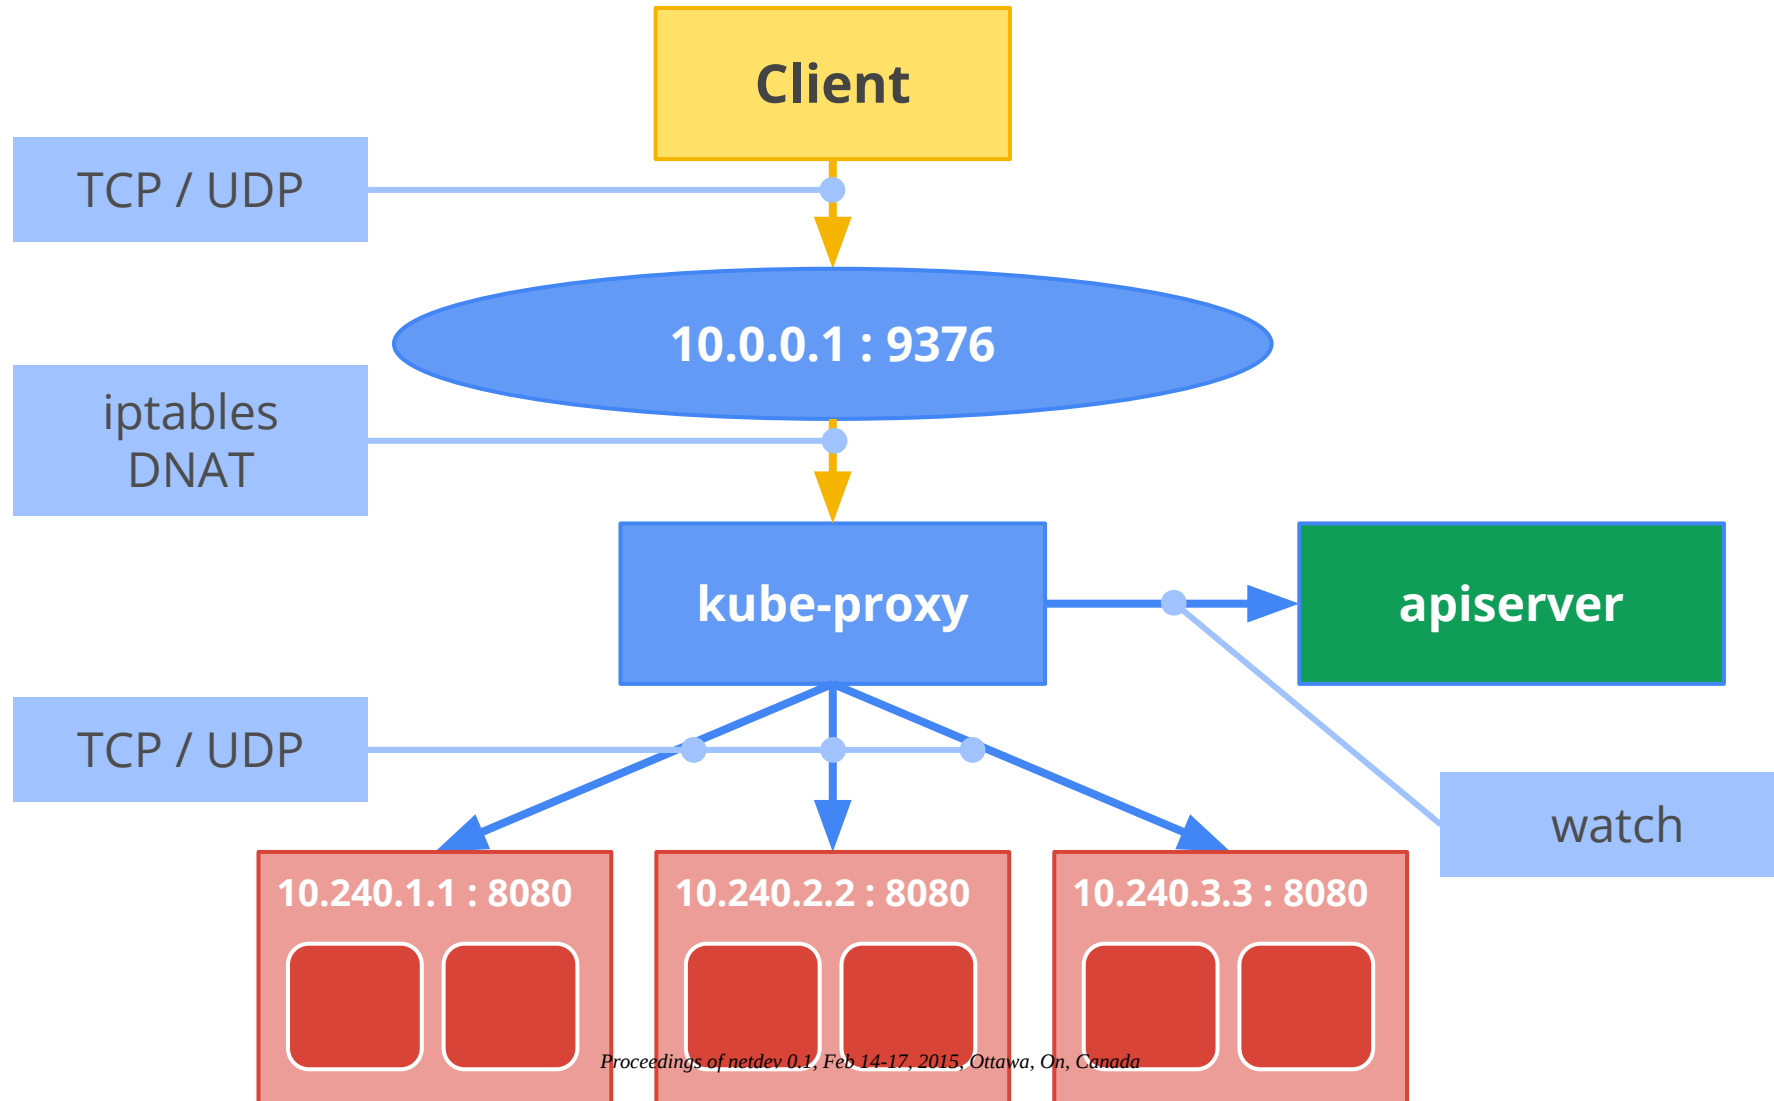 Client
TCP / UDP
10.0.0.1 : 9376
iptables
DNAT
kube-proxy
apiserver
TCP / UDP
watch
10.240.1.1 : 8080
10.240.2.2 : 8080
10.240.3.3 : 8080
Proceedings of netdev 0.1, Feb 14-17, 2015, Ottawa, On, Canada